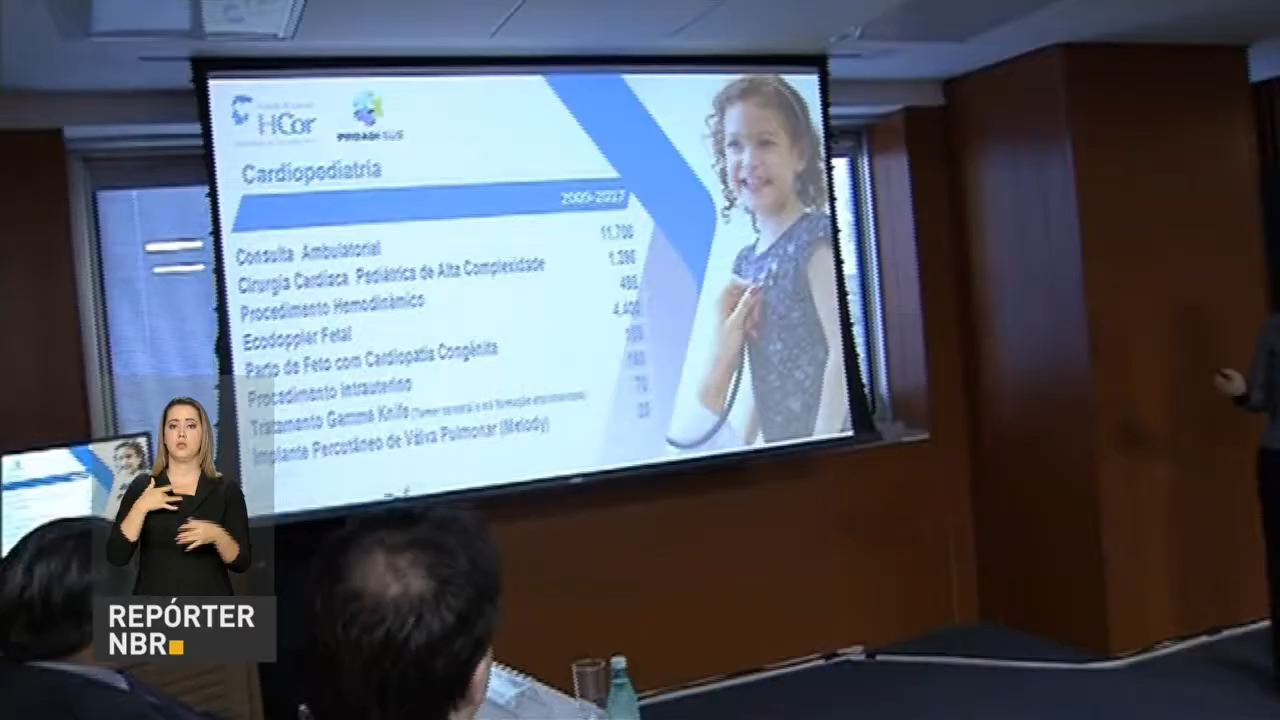 HCor
PROADI-SUS
Cardiopediatria
2009-2017
Consulta Ambulatorial 11.700
Cirurgia Cardíaca Pediátrica de Alta Complexidade
Procedimento Hemodinâmico
Ecodoppler Fetal 4.400
Parto de Feto com Cardiopatia Congênita
Procedimento Intrauterino
Tratamento Gamma Knife
Implante Percutâneo de Válva Pulmonar (Melody)
REPÓRTER
NBR